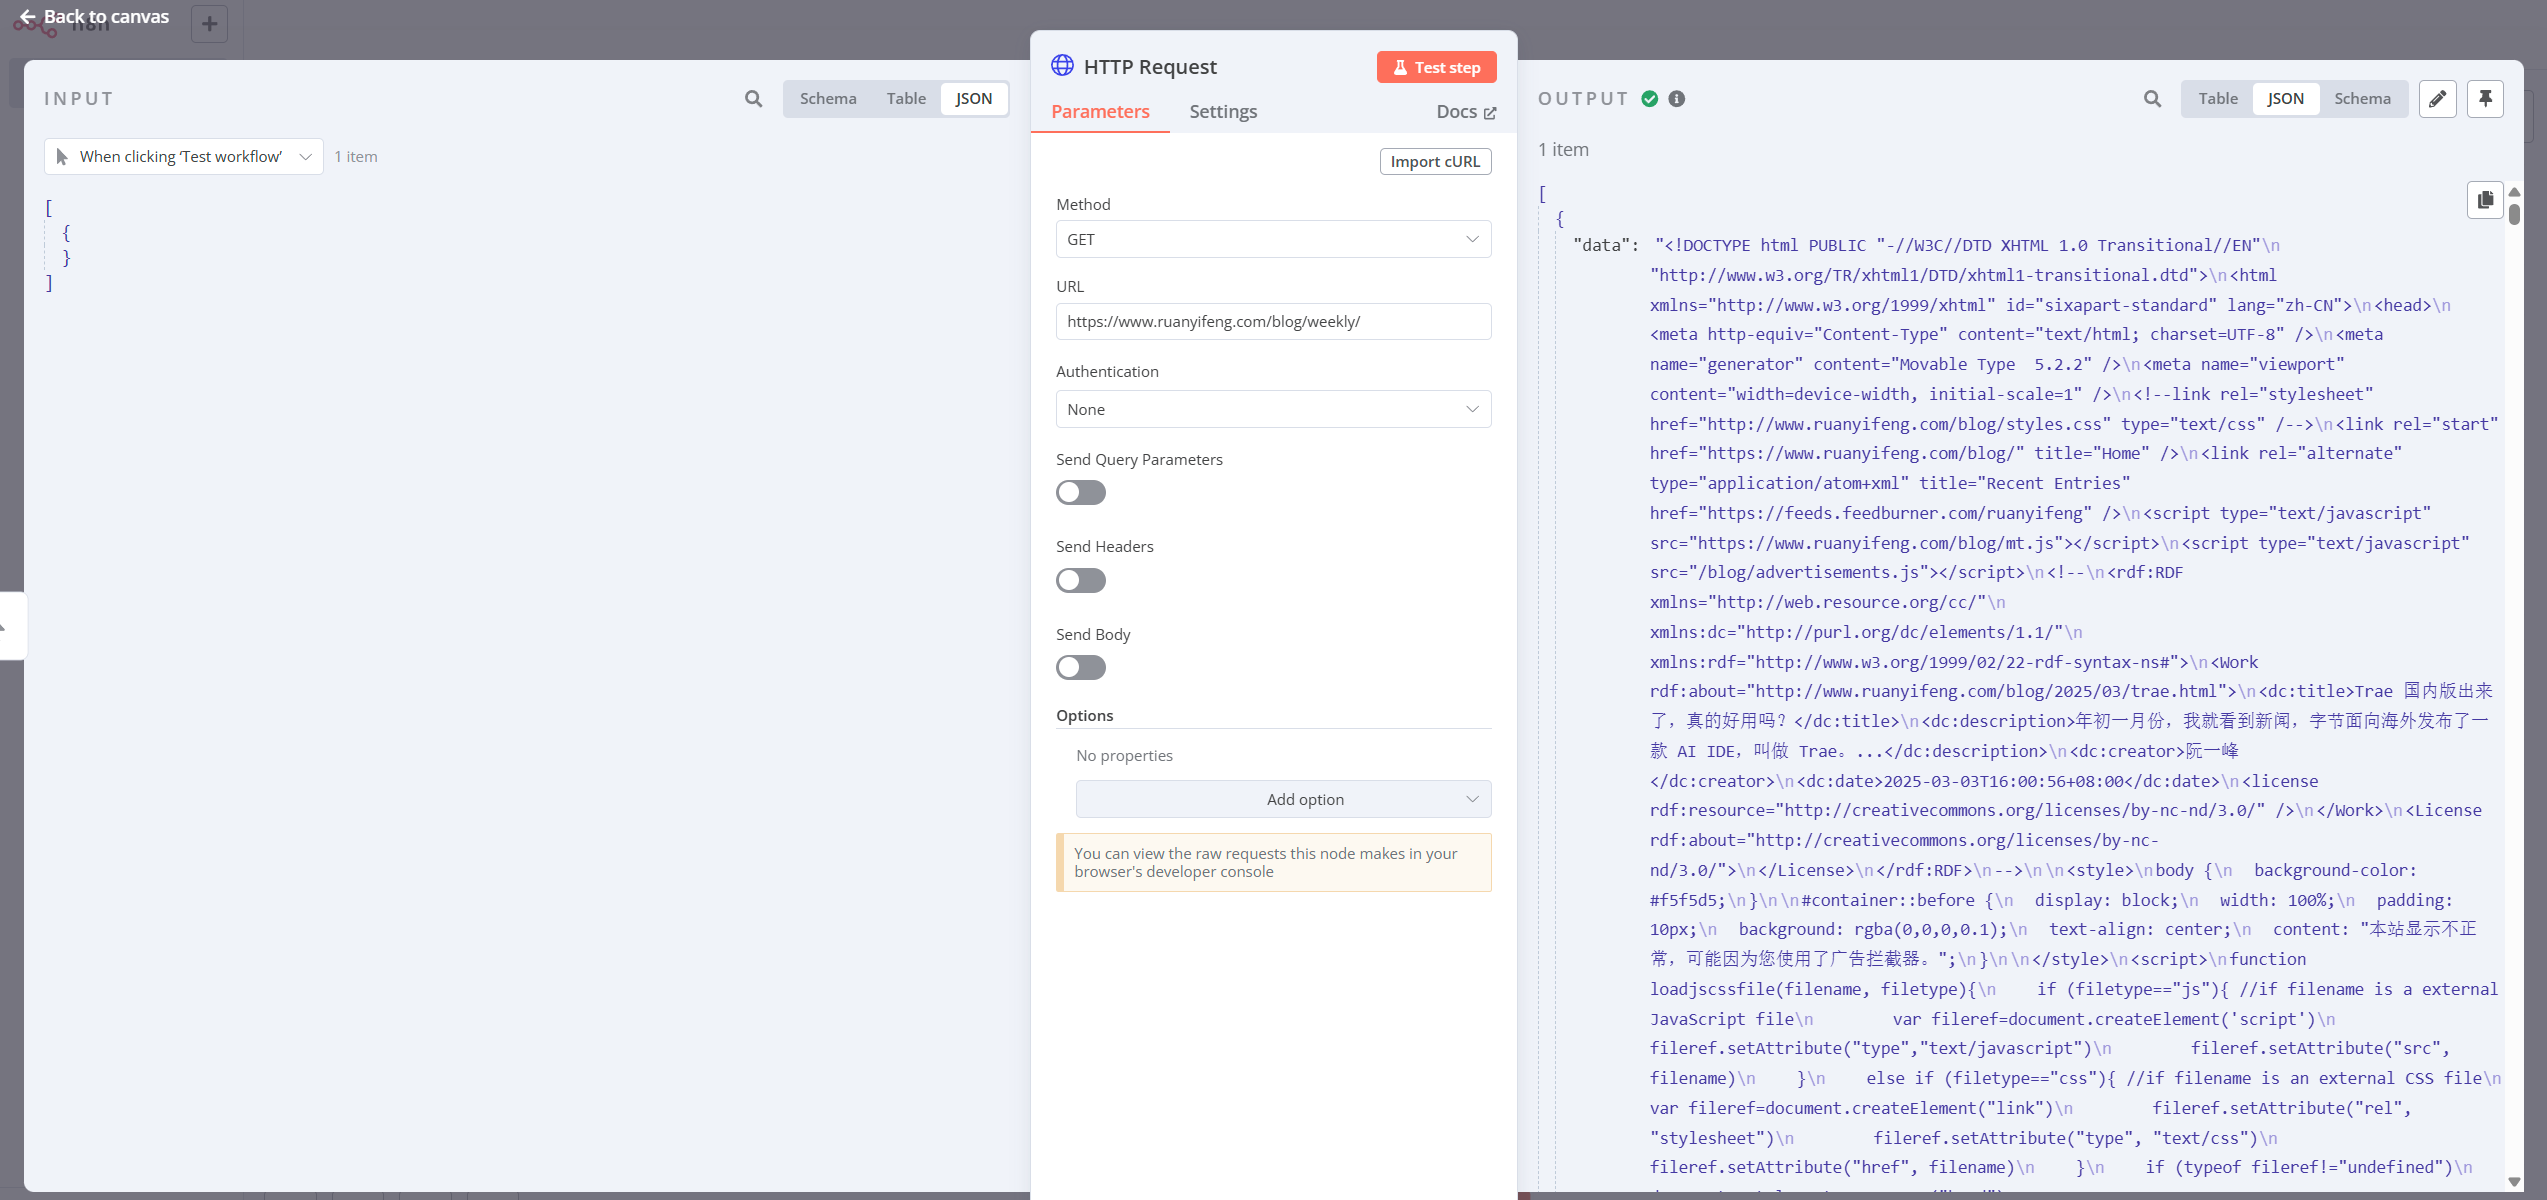 Back to canvas
n8n
INPUT
Schema
Table
JSON
When clicking ‘Test workflow’
1 item
[
{
}
]
HTTP Request
Test step
Parameters
Settings
Docs
Import cURL
Method
GET
URL
https://www.ruanyifeng.com/blog/weekly/
Authentication
None
Send Query Parameters
Send Headers
Send Body
Options
No properties
Add option
You can view the raw requests this node makes in your
browser's developer console
OUTPUT
Table
JSON
Schema
1 item
[
{
"data": "<!DOCTYPE html PUBLIC "-//W3C//DTD XHTML 1.0 Transitional//EN"\n
"http://www.w3.org/TR/xhtml1/DTD/xhtml1-transitional.dtd">\n<html
xmlns="http://www.w3.org/1999/xhtml" id="sixapart-standard" lang="zh-CN">\n<head>\n
<meta http-equiv="Content-Type" content="text/html; charset=UTF-8" />\n<meta
name="generator" content="Movable Type  5.2.2" />\n<meta name="viewport"
content="width=device-width, initial-scale=1" />\n<!--link rel="stylesheet"
href="http://www.ruanyifeng.com/blog/styles.css" type="text/css" /-->\n<link rel="start"
href="https://www.ruanyifeng.com/blog/" title="Home" />\n<link rel="alternate"
type="application/atom+xml" title="Recent Entries"
href="https://feeds.feedburner.com/ruanyifeng" />\n<script type="text/javascript"
src="https://www.ruanyifeng.com/blog/mt.js"></script>\n<script type="text/javascript"
src="/blog/advertisements.js"></script>\n<!--\n<rdf:RDF
xmlns="http://web.resource.org/cc/"\n
xmlns:dc="http://purl.org/dc/elements/1.1/"\n
xmlns:rdf="http://www.w3.org/1999/02/22-rdf-syntax-ns#">\n<Work
rdf:about="http://www.ruanyifeng.com/blog/2025/03/trae.html">\n<dc:title>Trae 国内版出来
了，真的好用吗？</dc:title>\n<dc:description>年初一月份，我就看到新闻，字节面向海外发布了一
款 AI IDE，叫做 Trae。...</dc:description>\n<dc:creator>阮一峰
</dc:creator>\n<dc:date>2025-03-03T16:00:56+08:00</dc:date>\n<license
rdf:resource="http://creativecommons.org/licenses/by-nc-nd/3.0/" />\n</Work>\n<License
rdf:about="http://creativecommons.org/licenses/by-nc-
nd/3.0/">\n</License>\n</rdf:RDF>\n-->\n\n<style>\nbody {\n  background-color:
#f5f5d5;\n}\n\n#container::before {\n  display: block;\n  width: 100%;\n  padding:
10px;\n  background: rgba(0,0,0,0.1);\n  text-align: center;\n  content: "本站显示不正
常，可能因为您使用了广告拦截器。";\n}\n\n</style>\n<script>\nfunction
loadjscssfile(filename, filetype){\n    if (filetype=="js"){ //if filename is a external
JavaScript file\n        var fileref=document.createElement('script')\n
fileref.setAttribute("type","text/javascript")\n        fileref.setAttribute("src",
filename)\n    }\n    else if (filetype=="css"){ //if filename is an external CSS file\n
var fileref=document.createElement("link")\n        fileref.setAttribute("rel",
"stylesheet")\n        fileref.setAttribute("type", "text/css")\n
fileref.setAttribute("href", filename)\n    }\n    if (typeof fileref!="undefined")\n